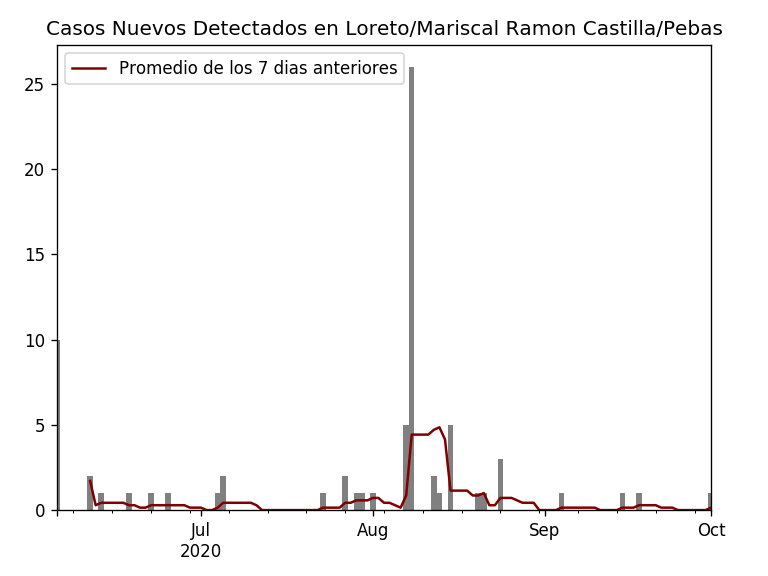 Casos Nuevos Detectados en Loreto/Mariscal Ramon Castilla/Pebas
Promedio de los 7 dias anteriores
25
20
15
10
5
0
Jul
2020
Aug
Sep
Oct